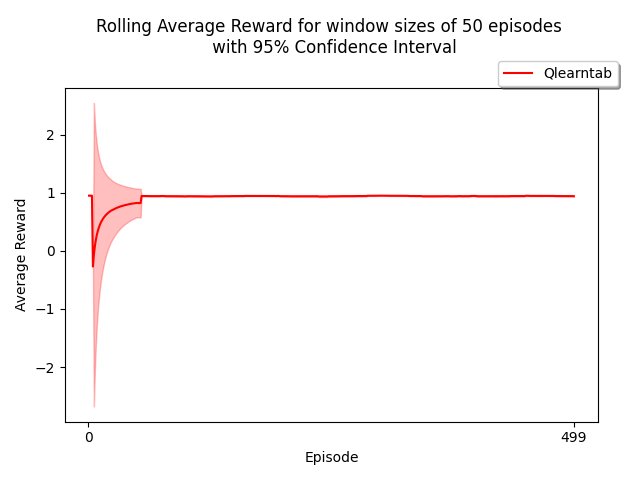 Rolling Average Reward for window sizes of 50 episodes
with 95% Confidence Interval
Qlearntab
2
1
0
−1
−2
Average Reward
0
499
Episode